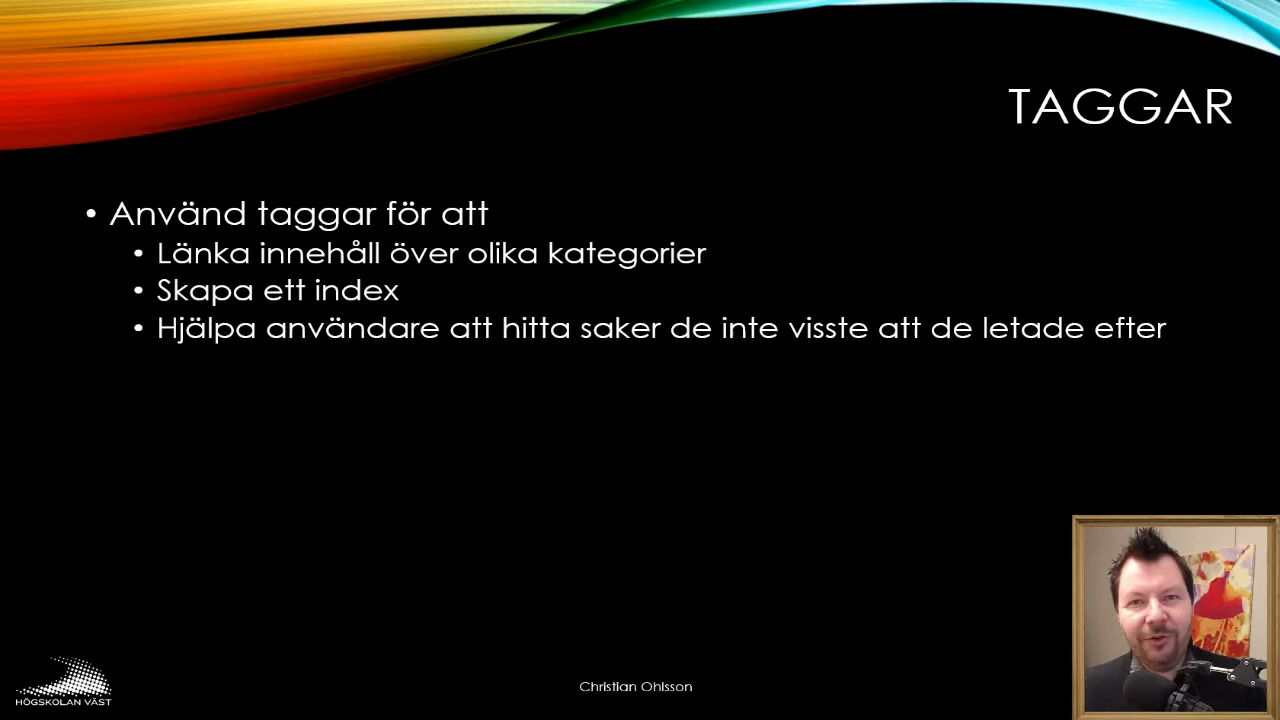 TAGGAR
• Använd taggar för att
• Länka innehåll över olika kategorier
• Skapa ett index
• Hjälpa användare att hitta saker de inte visste att de letade efter
HÖGSKOLAN VÄST
Christian Ohlsson